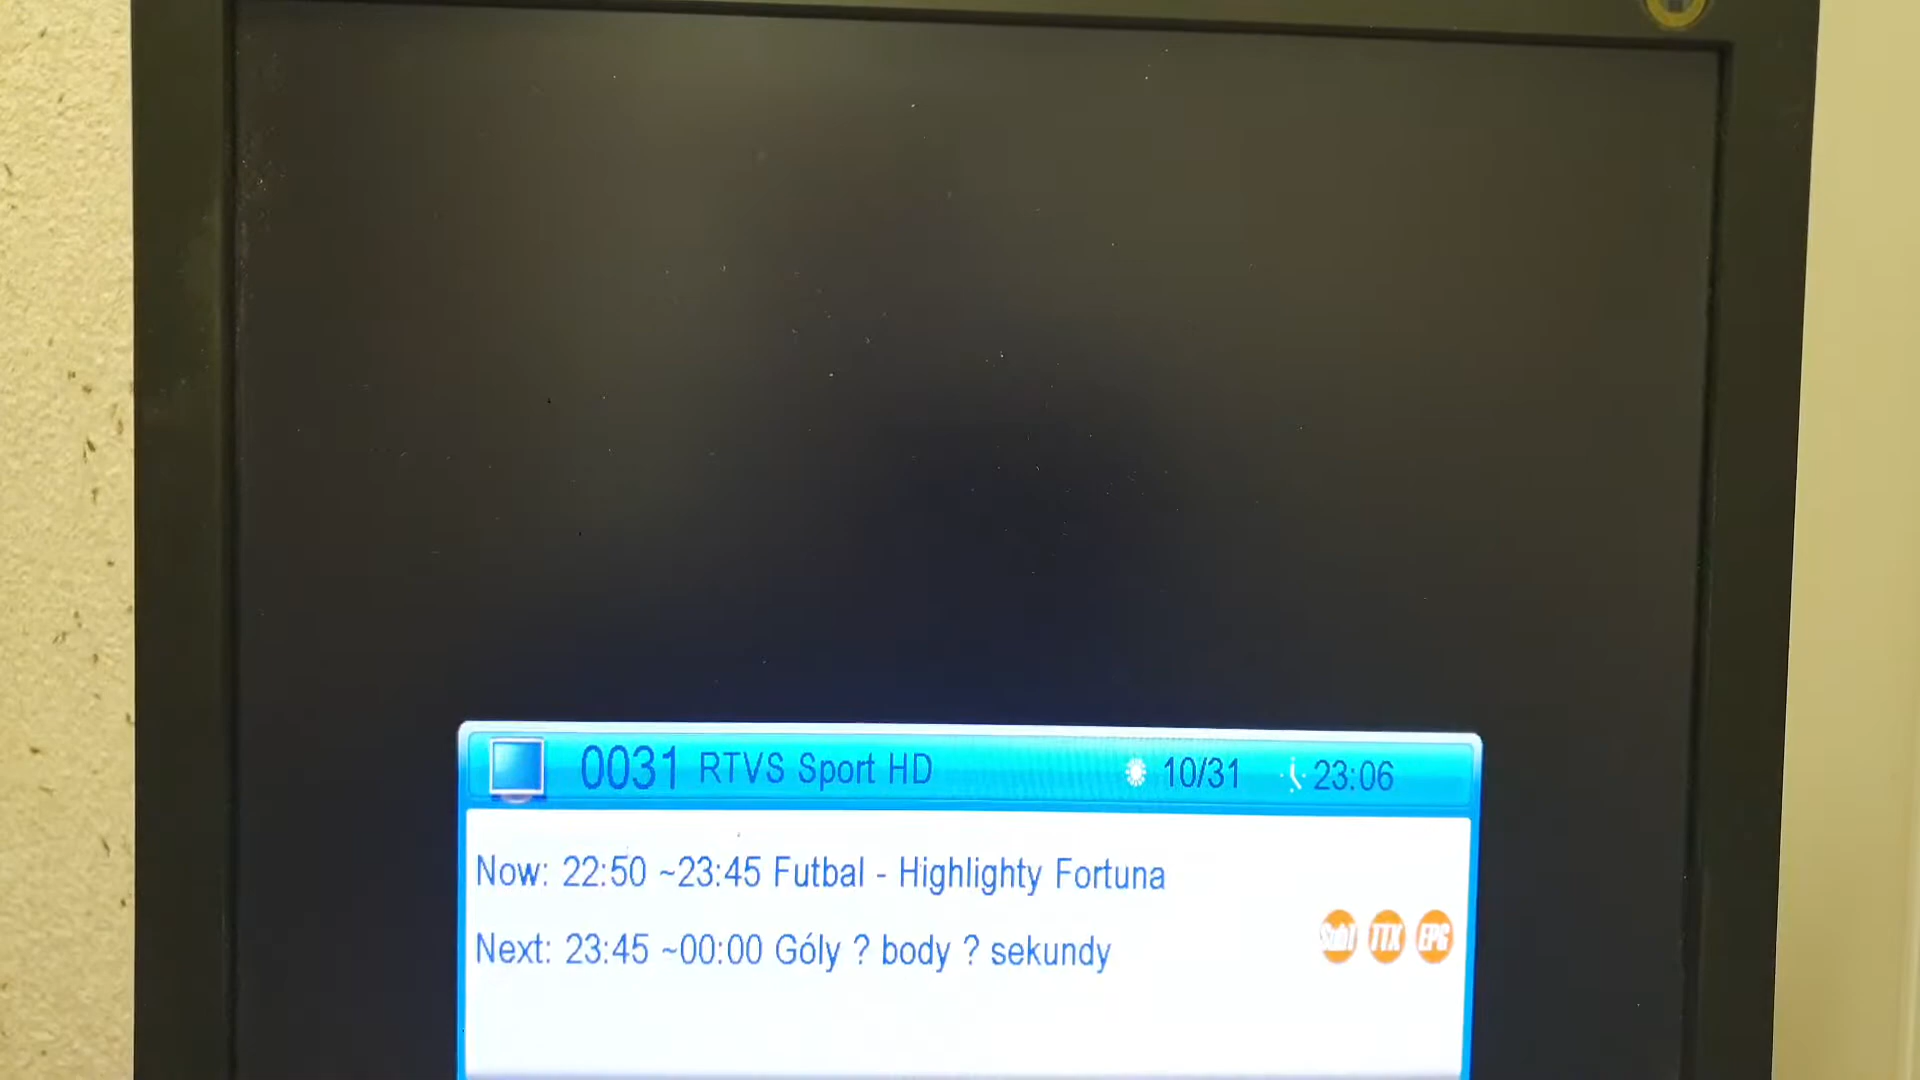 0031 RTVS Sport HD 10/31 23:06
Now: 22:50 ~23:45 Futbal - Highlighty Fortuna
Next: 23:45 ~00:00 Góly ? body ? sekundy
Subt TTX EPG